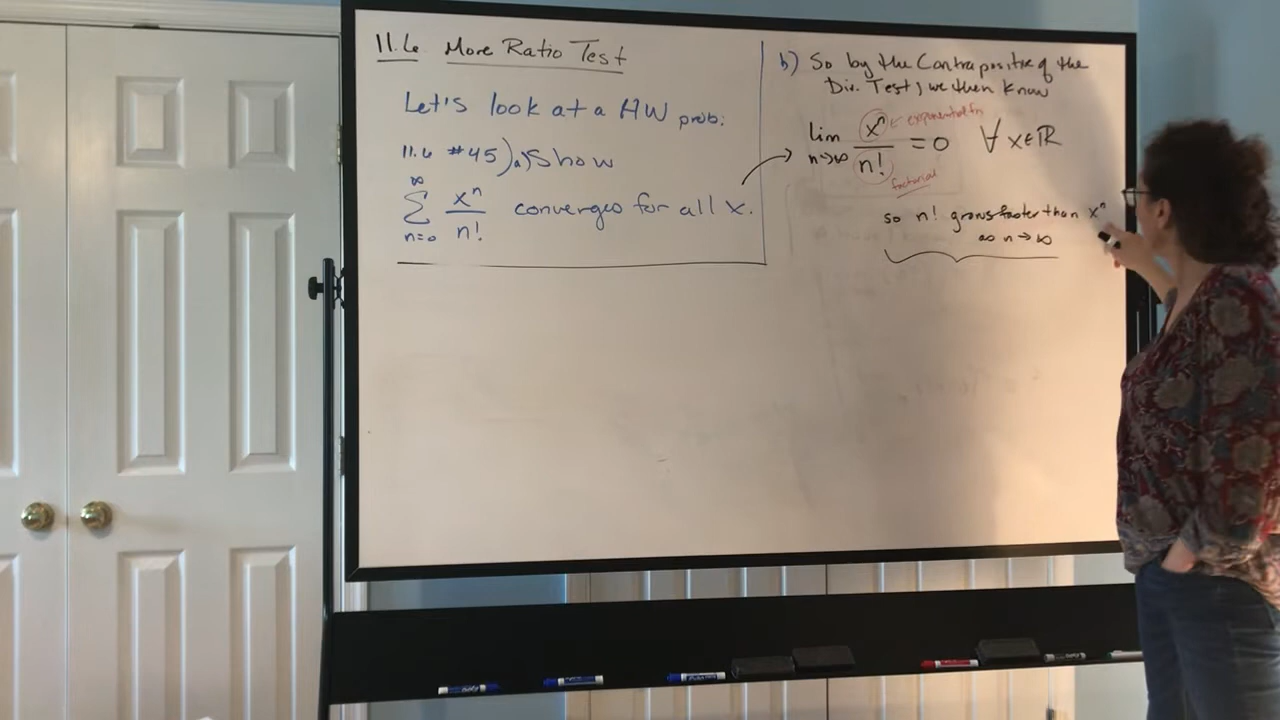 11.6 More Ratio Test
Let's look at a HW prob:
11.6 #45) a) Show
∞
∑ xⁿ/n! converges for all x.
n=0
b) So by the Contrapositive of the
Div. Test, we then know
lim xⁿ/n! = 0 ∀ x∈ℝ
n→∞
← exponential fn
factorial
so n! grows faster than xⁿ
as n→∞